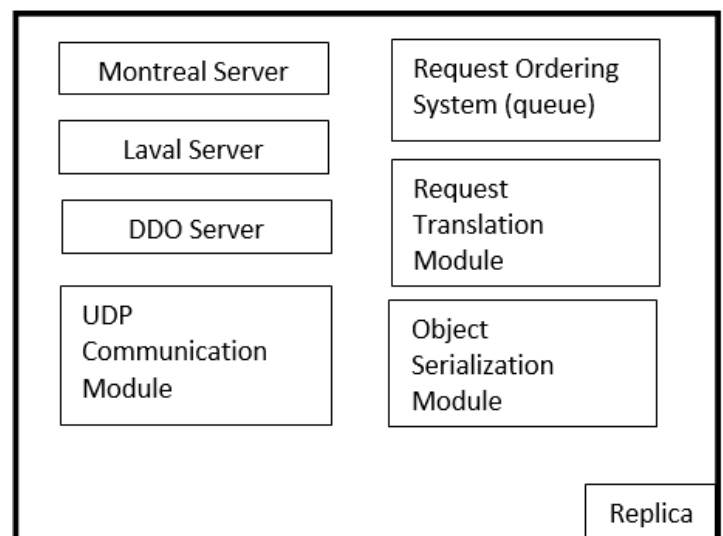 Montreal Server
Laval Server
DDO Server
UDP
Communication
Module
Request Ordering
System (queue)
Request
Translation
Module
Object
Serialization
Module
Replica